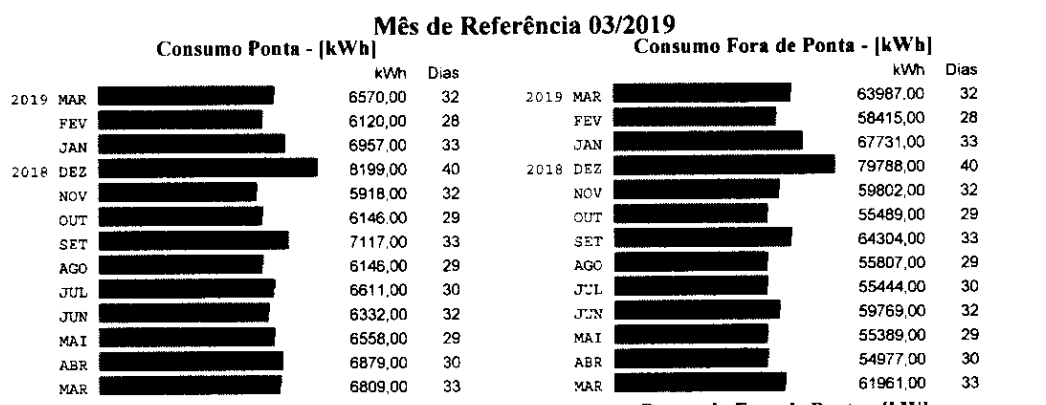 Mês de Referência 03/2019
Consumo Ponta - [kWh]
kWh Dias
2019 MAR 6570,00 32
FEV 6120,00 28
JAN 6957,00 33
2018 DEZ 8199,00 40
NOV 5918,00 32
OUT 6146,00 29
SET 7117,00 33
AGO 6146,00 29
JUL 6611,00 30
JUN 6332,00 32
MAI 6558,00 29
ABR 6879,00 30
MAR 6809,00 33
Consumo Fora de Ponta - [kWh]
kWh Dias
2019 MAR 63987,00 32
FEV 58415,00 28
JAN 67731,00 33
2018 DEZ 79788,00 40
NOV 59802,00 32
OUT 55489,00 29
SET 64304,00 33
AGO 55807,00 29
JUL 55444,00 30
JUN 59769,00 32
MAI 55389,00 29
ABR 54977,00 30
MAR 61961,00 33